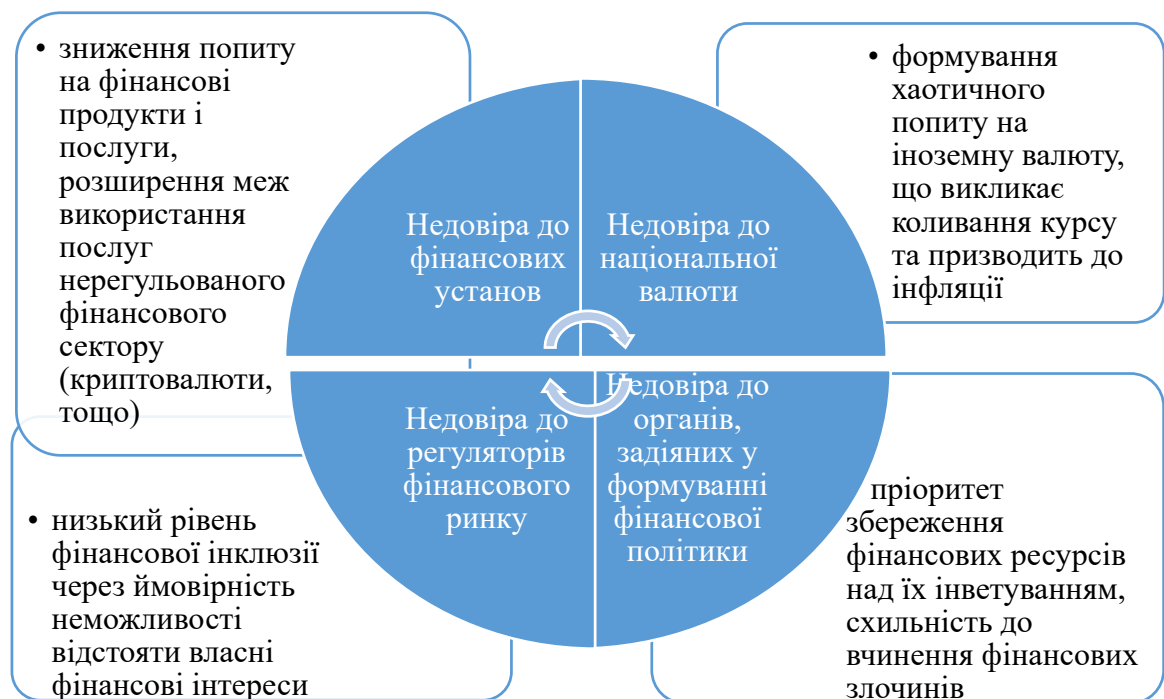 • зниження попиту
на фінансові
продукти і
послуги,
розширення меж
використання
послуг
нерегульованого
фінансового
сектору
(криптовалюти,
тощо)
Недовіра до
фінансових
установ
Недовіра до
національної
валюти
• формування
хаотичного
попиту на
іноземну валюту,
що викликає
коливання курсу
та призводить до
інфляції
• низький рівень
фінансової інклюзії
через ймовірність
неможливості
відстояти власні
фінансові інтереси
Недовіра до
регуляторів
фінансового
ринку
Недовіра до
органів,
задіяних у
формуванні
фінансової
політики
пріоритет
збереження
фінансових ресурсів
над їх інветуванням,
схильність до
вчинення фінансових
злочинів